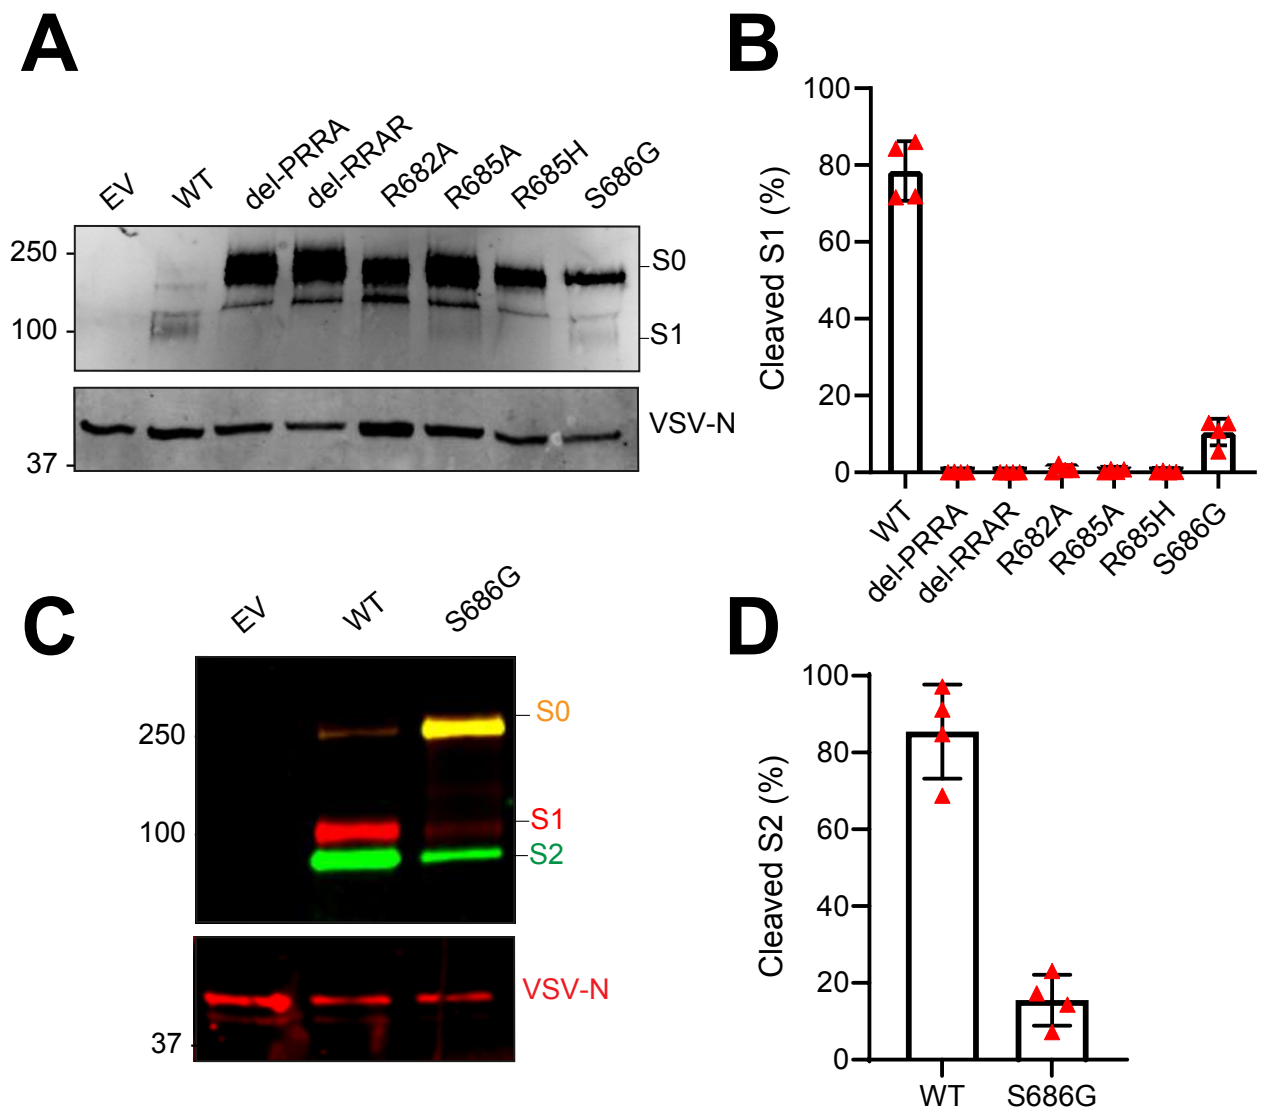 A
EV WT del-PRRA del-RRAR R682A R685A R685H S686G
250
S0
100
S1
VSV-N
37
B
Cleaved S1 (%)
100
80
60
40
20
0
WT del-PRRA del-RRAR R682A R685A R685H S686G
C
EV WT S686G
S0
250
S1
100
S2
VSV-N
37
D
Cleaved S2 (%)
100
80
60
40
20
0
WT S686G